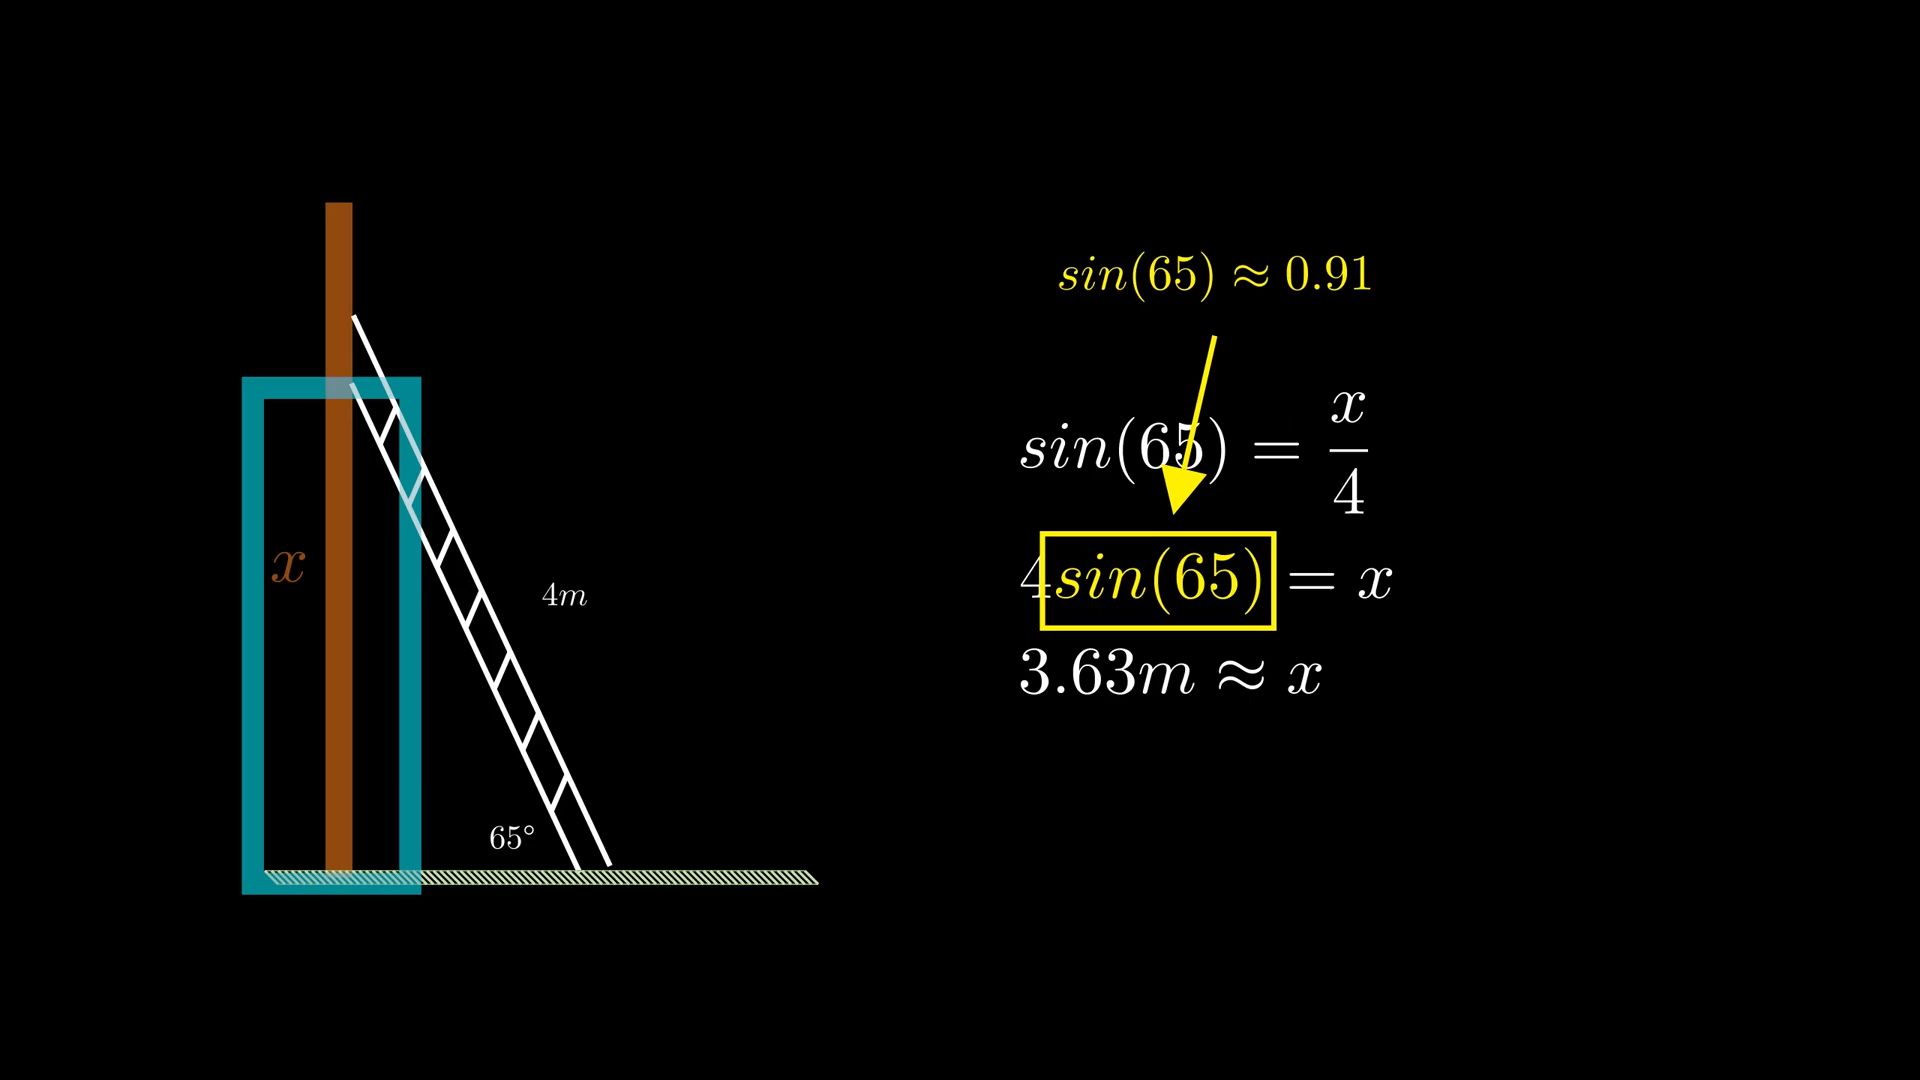 sin(65) ≈ 0.91
sin(65) = x/4
4sin(65) = x
3.63m ≈ x
x
4m
65°